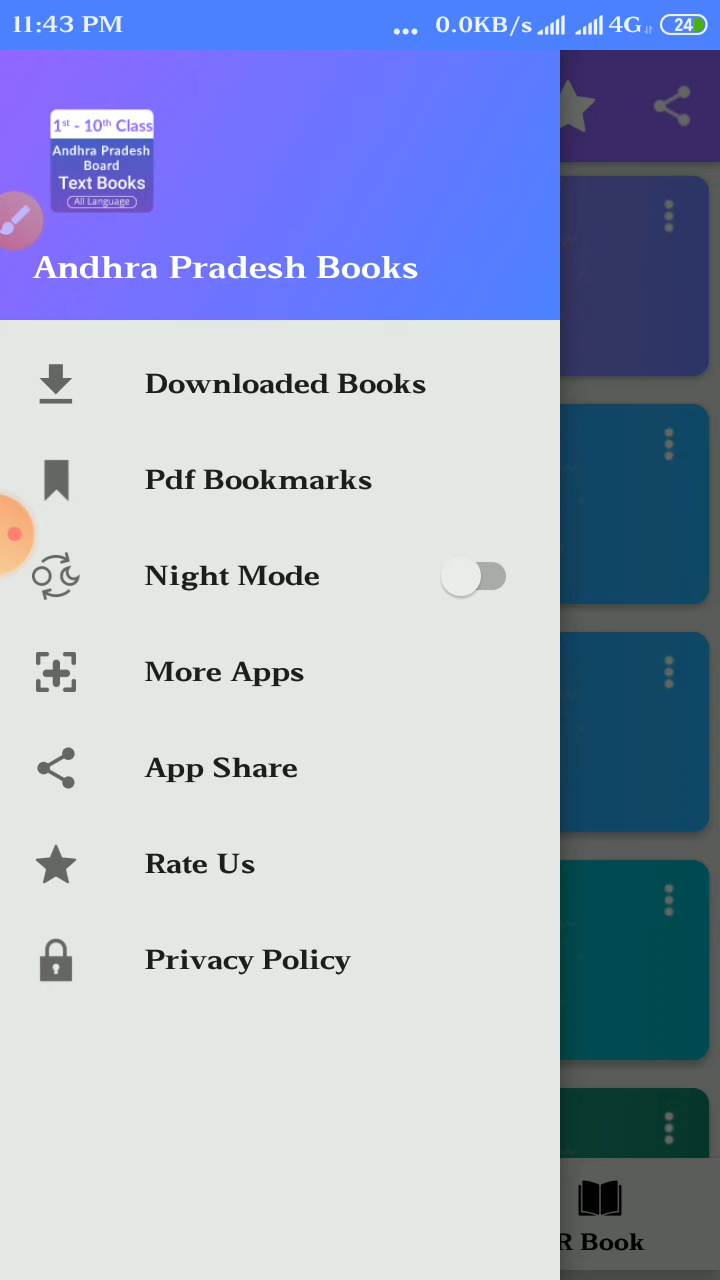 11:43 PM ... 0.0KB/s 4G 24
1st - 10th Class
Andhra Pradesh
Board
Text Books
All Language
Andhra Pradesh Books
Downloaded Books
Pdf Bookmarks
Night Mode
More Apps
App Share
Rate Us
Privacy Policy
R Book